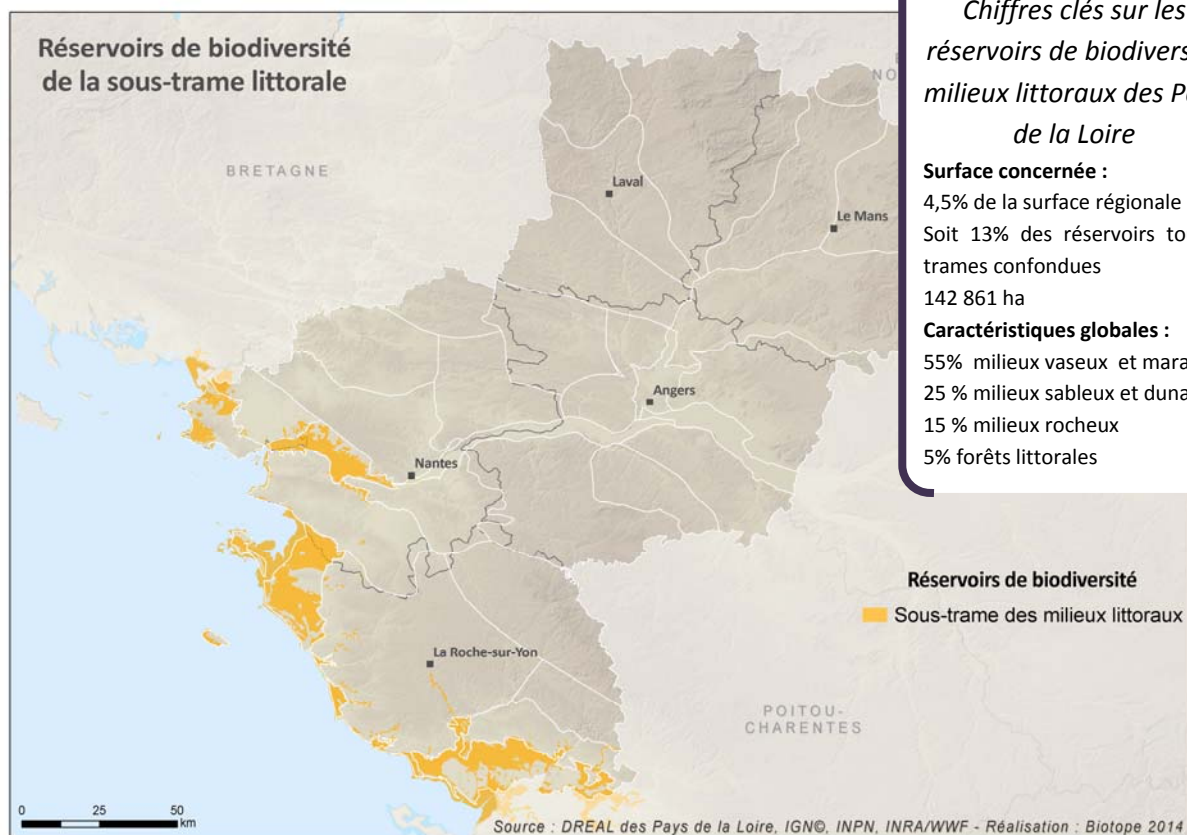 Réservoirs de biodiversité
de la sous-trame littorale
BRETAGNE
NO
Laval
Le Mans
Angers
Nantes
La Roche-sur-Yon
POITOU-
CHARENTES
Chiffres clés sur les
réservoirs de biodivers
milieux littoraux des P
de la Loire
Surface concernée :
4,5% de la surface régionale
Soit 13% des réservoirs to
trames confondues
142 861 ha
Caractéristiques globales :
55% milieux vaseux et mara
25 % milieux sableux et duna
15 % milieux rocheux
5% forêts littorales
Réservoirs de biodiversité
Sous-trame des milieux littoraux
0 25 50
km
Source : DREAL des Pays de la Loire, IGN©, INPN, INRA/WWF - Réalisation : Biotope 2014